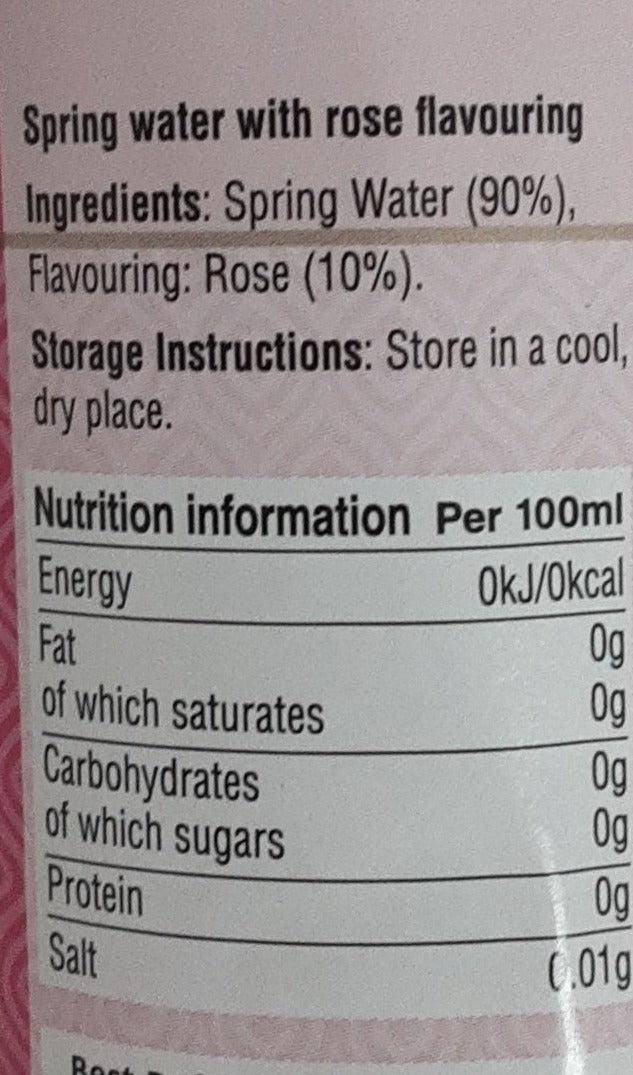 Spring water with rose flavouring
Ingredients: Spring Water (90%),
Flavouring: Rose (10%).
Storage Instructions: Store in a cool,
dry place.
Nutrition information Per 100ml
Energy 0kJ/0kcal
Fat 0g
of which saturates 0g
Carbohydrates 0g
of which sugars 0g
Protein 0g
Salt 0.01g